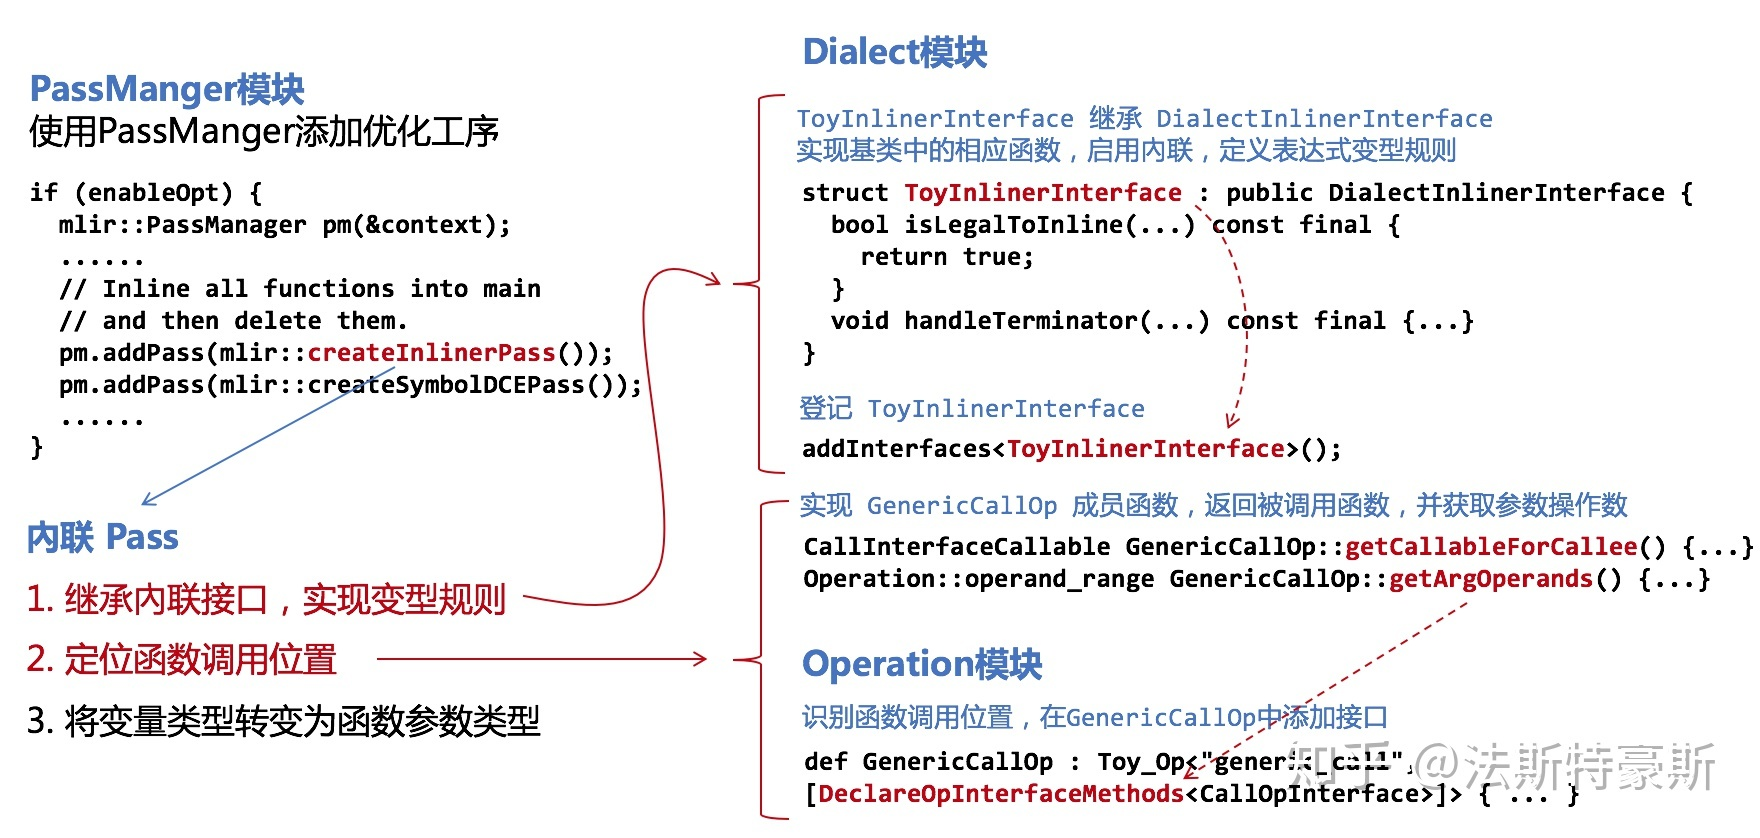 PassManger模块
使用PassManger添加优化工序
if (enableOpt) {
  mlir::PassManager pm(&context);
  ......
  // Inline all functions into main
  // and then delete them.
  pm.addPass(mlir::createInlinerPass());
  pm.addPass(mlir::createSymbolDCEPass());
  ......
}
内联 Pass
1. 继承内联接口，实现变型规则
2. 定位函数调用位置
3. 将变量类型转变为函数参数类型
Dialect模块
ToyInlinerInterface 继承 DialectInlinerInterface
实现基类中的相应函数，启用内联，定义表达式变型规则
struct ToyInlinerInterface : public DialectInlinerInterface {
  bool isLegalToInline(...) const final {
    return true;
  }
  void handleTerminator(...) const final {...}
}
登记 ToyInlinerInterface
addInterfaces<ToyInlinerInterface>();
实现 GenericCallOp 成员函数，返回被调用函数，并获取参数操作数
CallInterfaceCallable GenericCallOp::getCallableForCallee() {...}
Operation::operand_range GenericCallOp::getArgOperands() {...}
Operation模块
识别函数调用位置，在GenericCallOp中添加接口
def GenericCallOp : Toy_Op<"generic_call",
[DeclareOpInterfaceMethods<CallOpInterface>]> { ... }
知乎 @法斯特豪斯